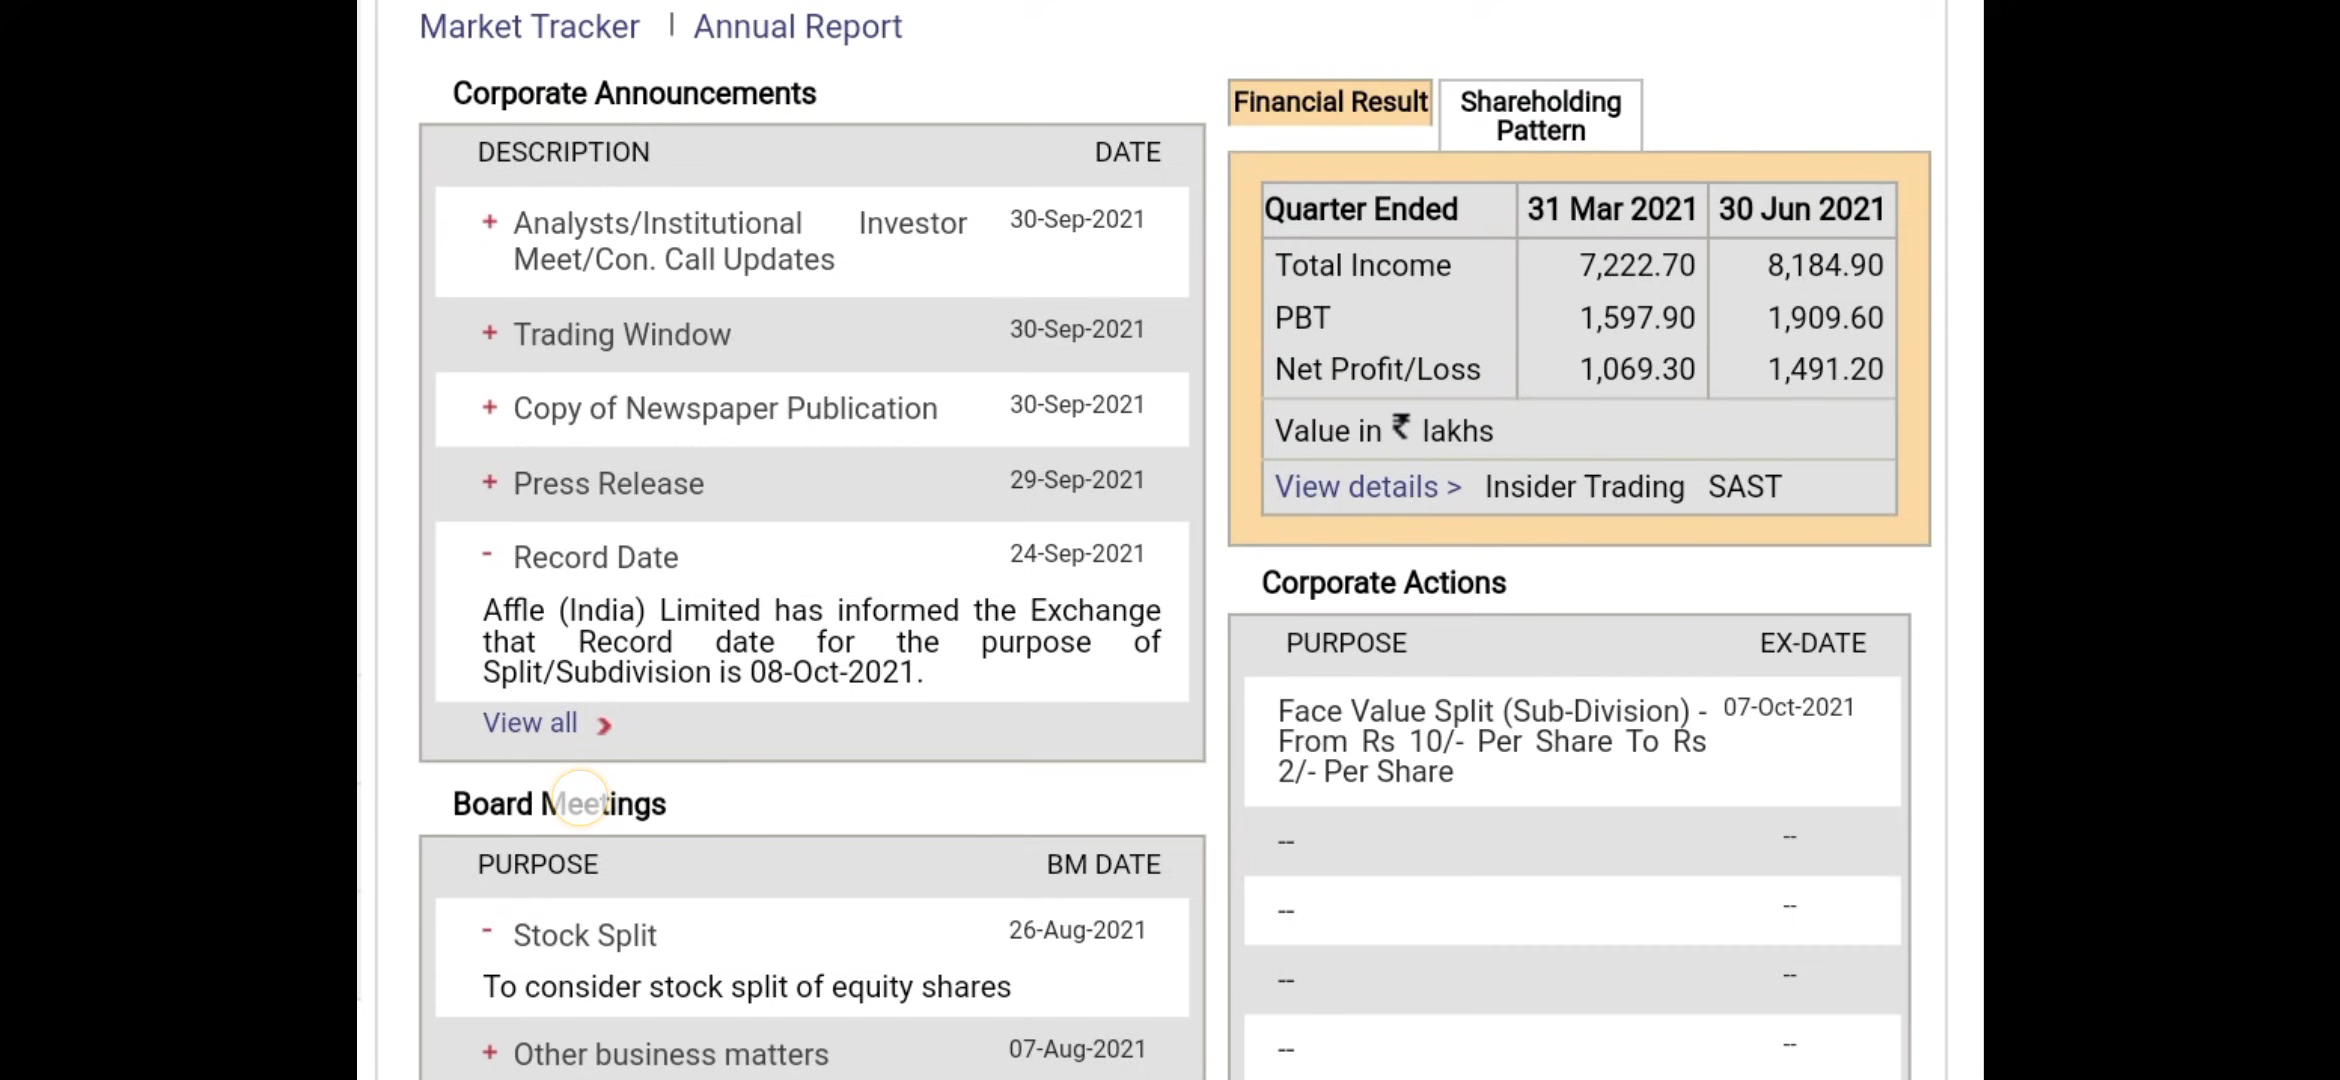 Market Tracker | Annual Report
Corporate Announcements
DESCRIPTION DATE
+ Analysts/Institutional Investor 30-Sep-2021
Meet/Con. Call Updates
+ Trading Window 30-Sep-2021
+ Copy of Newspaper Publication 30-Sep-2021
+ Press Release 29-Sep-2021
- Record Date 24-Sep-2021
Affle (India) Limited has informed the Exchange
that Record date for the purpose of
Split/Subdivision is 08-Oct-2021.
View all >
Board Meetings
PURPOSE BM DATE
- Stock Split 26-Aug-2021
To consider stock split of equity shares
+ Other business matters 07-Aug-2021
Financial Result
Shareholding
Pattern
Quarter Ended 31 Mar 2021 30 Jun 2021
Total Income 7,222.70 8,184.90
PBT 1,597.90 1,909.60
Net Profit/Loss 1,069.30 1,491.20
Value in ₹ lakhs
View details > Insider Trading SAST
Corporate Actions
PURPOSE EX-DATE
Face Value Split (Sub-Division) - 07-Oct-2021
From Rs 10/- Per Share To Rs
2/- Per Share
-- --
-- --
-- --
-- --